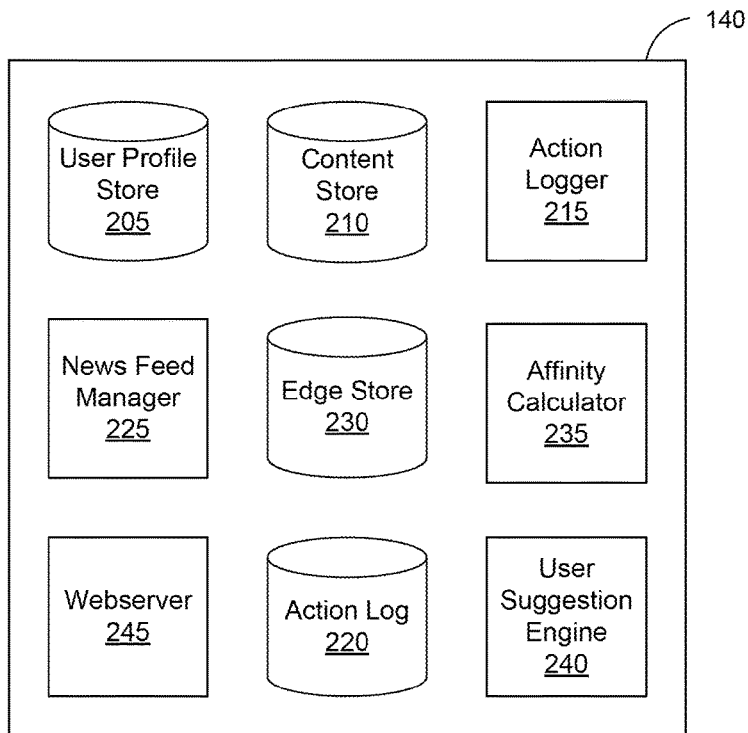 140
User Profile
Store
205
Content
Store
210
Action
Logger
215
News Feed
Manager
225
Edge Store
230
Affinity
Calculator
235
Webserver
245
Action Log
220
User
Suggestion
Engine
240